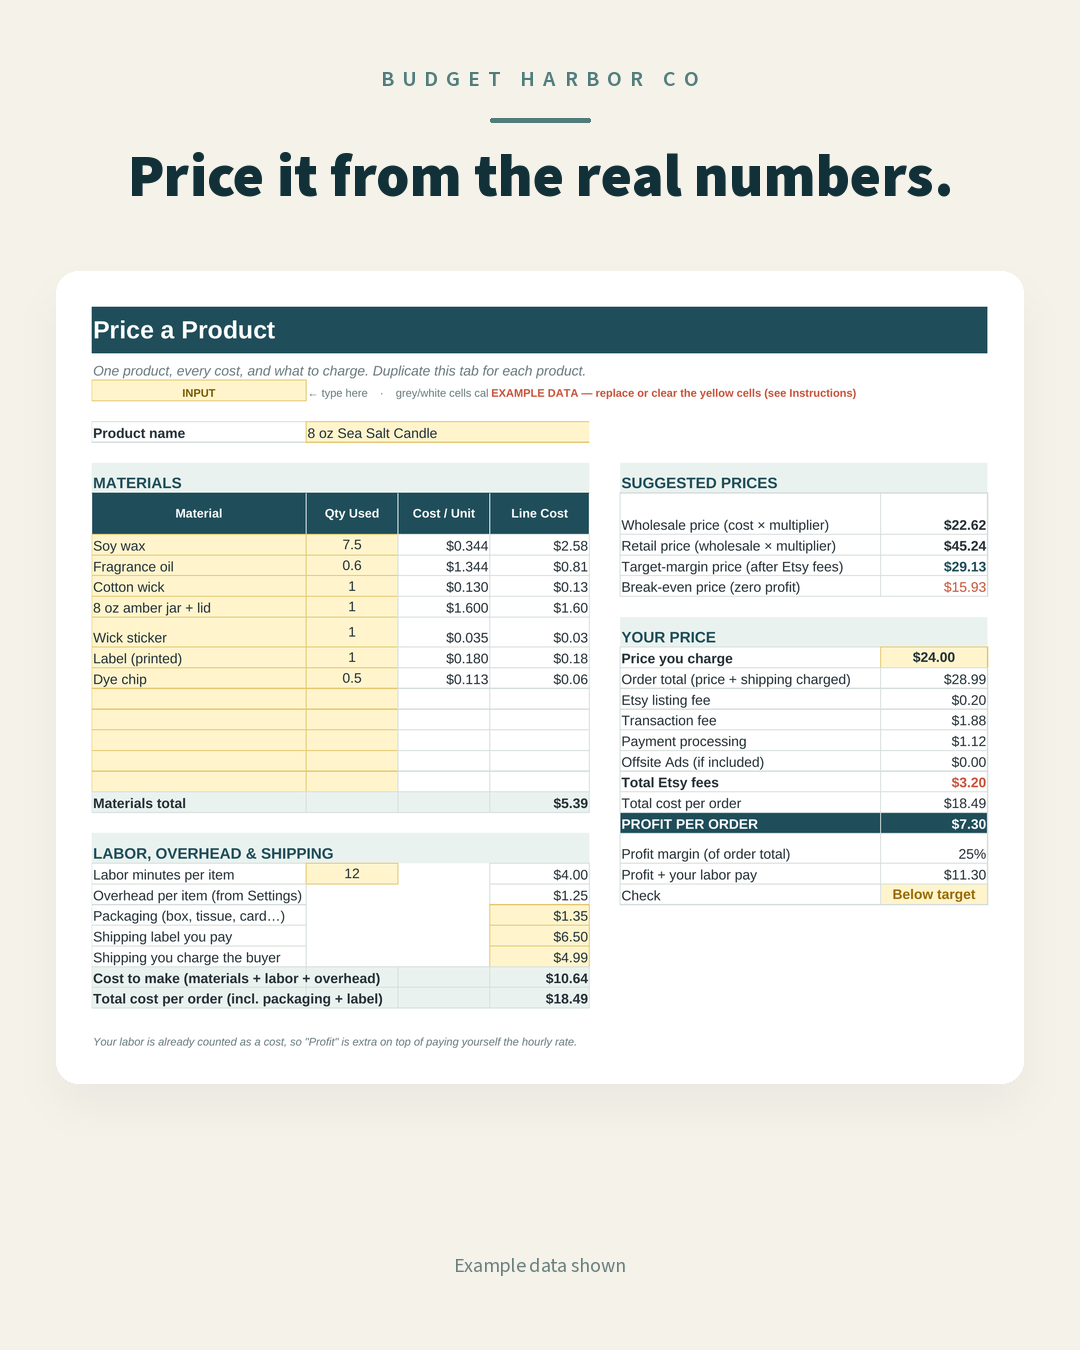 BUDGET HARBOR CO
Price it from the real numbers.
Price a Product
One product, every cost, and what to charge. Duplicate this tab for each product.
INPUT ← type here · grey/white cells cal EXAMPLE DATA — replace or clear the yellow cells (see Instructions)
Product name 8 oz Sea Salt Candle
MATERIALS
Material Qty Used Cost / Unit Line Cost
Soy wax 7.5 $0.344 $2.58
Fragrance oil 0.6 $1.344 $0.81
Cotton wick 1 $0.130 $0.13
8 oz amber jar + lid 1 $1.600 $1.60
Wick sticker 1 $0.035 $0.03
Label (printed) 1 $0.180 $0.18
Dye chip 0.5 $0.113 $0.06
Materials total $5.39
LABOR, OVERHEAD & SHIPPING
Labor minutes per item 12 $4.00
Overhead per item (from Settings) $1.25
Packaging (box, tissue, card…) $1.35
Shipping label you pay $6.50
Shipping you charge the buyer $4.99
Cost to make (materials + labor + overhead) $10.64
Total cost per order (incl. packaging + label) $18.49
SUGGESTED PRICES
Wholesale price (cost × multiplier) $22.62
Retail price (wholesale × multiplier) $45.24
Target-margin price (after Etsy fees) $29.13
Break-even price (zero profit) $15.93
YOUR PRICE
Price you charge $24.00
Order total (price + shipping charged) $28.99
Etsy listing fee $0.20
Transaction fee $1.88
Payment processing $1.12
Offsite Ads (if included) $0.00
Total Etsy fees $3.20
Total cost per order $18.49
PROFIT PER ORDER $7.30
Profit margin (of order total) 25%
Profit + your labor pay $11.30
Check Below target
Your labor is already counted as a cost, so "Profit" is extra on top of paying yourself the hourly rate.
Example data shown